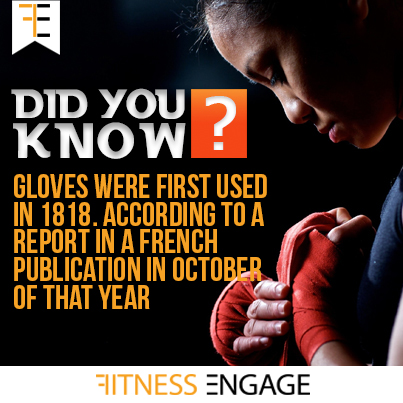 FE
DID YOU
KNOW ?
GLOVES WERE FIRST USED
IN 1818. ACCORDING TO A
REPORT IN A FRENCH
PUBLICATION IN OCTOBER
OF THAT YEAR
FITNESS ENGAGE